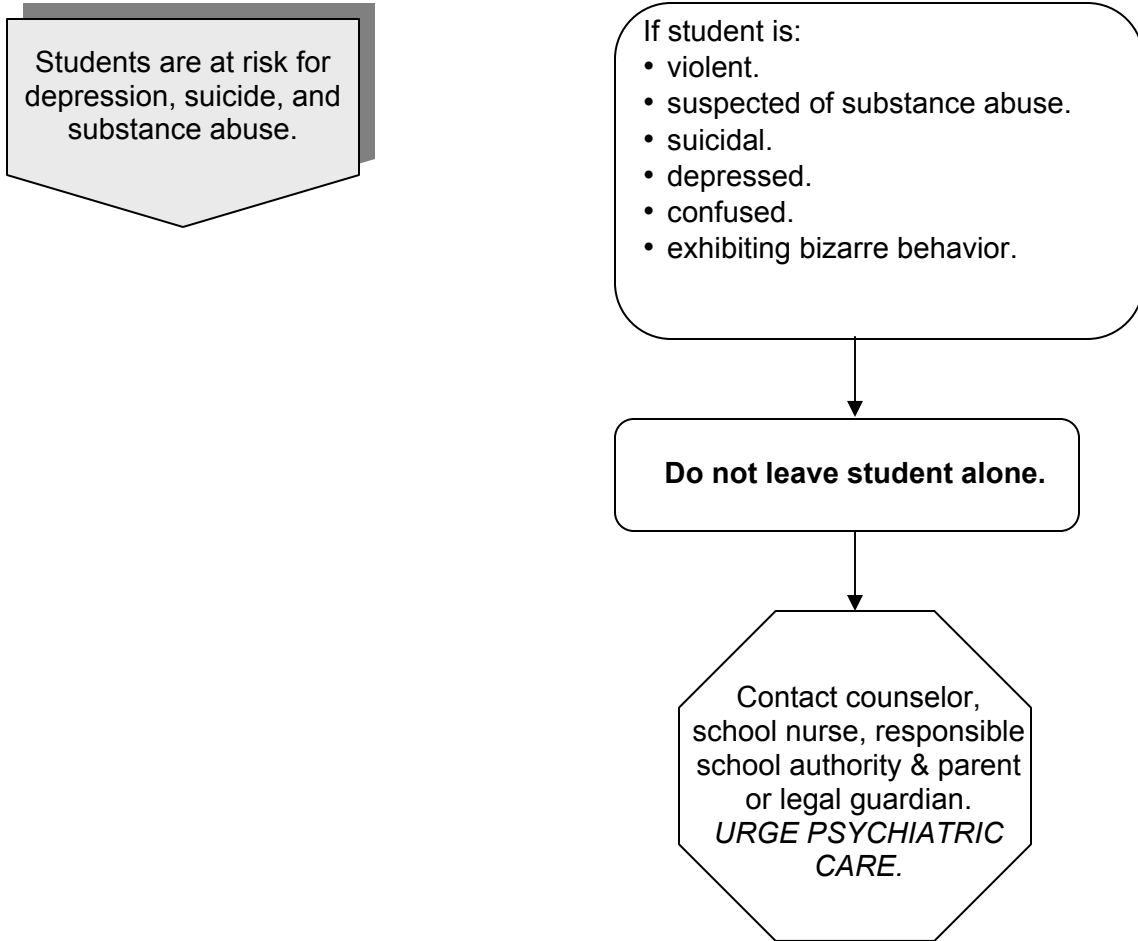 Students are at risk for
depression, suicide, and
substance abuse.
If student is:
• violent.
• suspected of substance abuse.
• suicidal.
• depressed.
• confused.
• exhibiting bizarre behavior.
Do not leave student alone.
Contact counselor,
school nurse, responsible
school authority & parent
or legal guardian.
URGE PSYCHIATRIC
CARE.